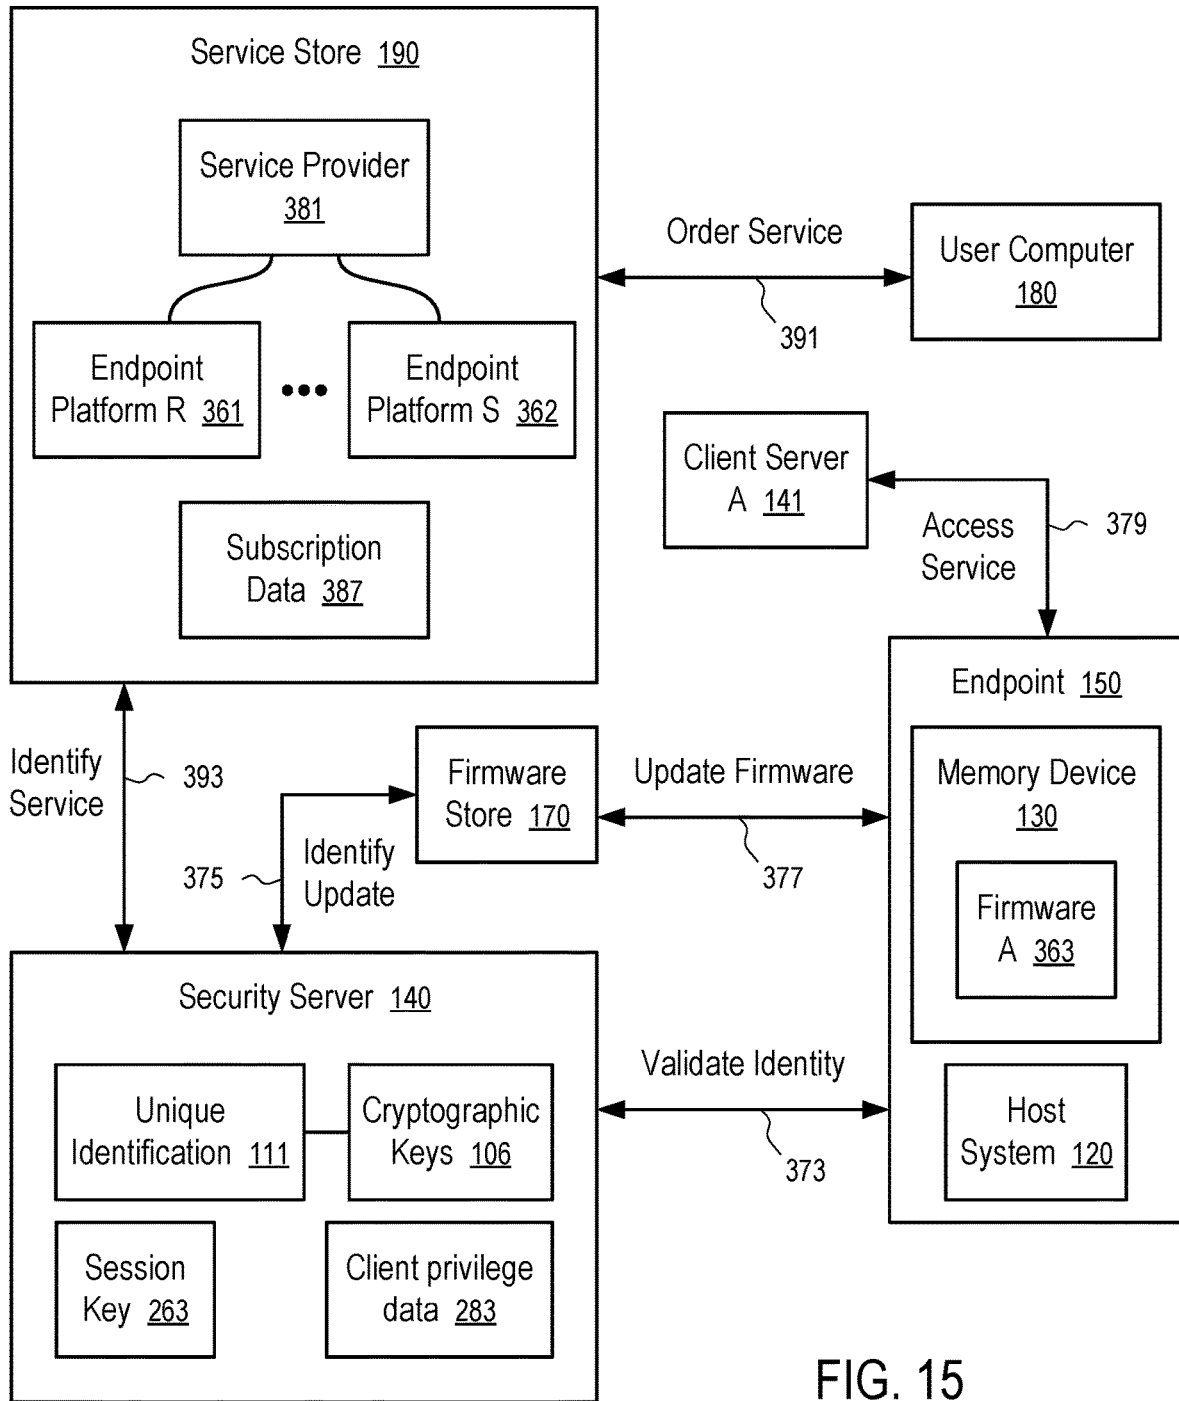 Service Store 190
Service Provider
381
Order Service
User Computer
180
391
Endpoint
Platform R 361
Endpoint
Platform S 362
Client Server
A 141
Access
Service
379
Subscription
Data 387
Endpoint 150
Identify
Service
393
Firmware
Store 170
Update Firmware
377
Memory Device
130
375
Identify
Update
Firmware
A 363
Security Server 140
Validate Identity
373
Unique
Identification 111
Cryptographic
Keys 106
Host
System 120
Session
Key 263
Client privilege
data 283
FIG. 15